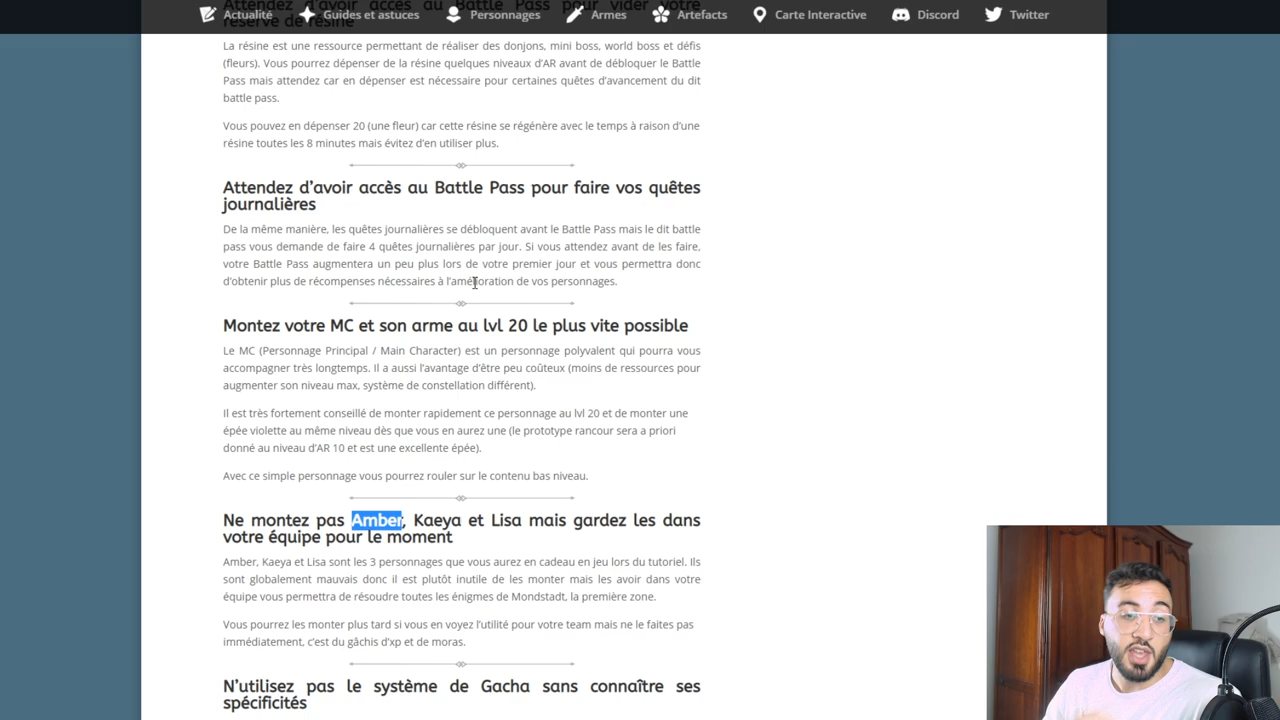 Attendez d'avoir accès au Battle Pass pour vider votre
réserve de résine
Actualité
Guides et astuces
Personnages
Armes
Artefacts
Carte Interactive
Discord
Twitter
La résine est une ressource permettant de réaliser des donjons, mini boss, world boss et défis
(fleurs). Vous pourrez dépenser de la résine quelques niveaux d'AR avant de débloquer le Battle
Pass mais attendez car en dépenser est nécessaire pour certaines quêtes d'avancement du dit
battle pass.
Vous pouvez en dépenser 20 (une fleur) car cette résine se régénère avec le temps à raison d'une
résine toutes les 8 minutes mais évitez d'en utiliser plus.
Attendez d'avoir accès au Battle Pass pour faire vos quêtes
journalières
De la même manière, les quêtes journalières se débloquent avant le Battle Pass mais le dit battle
pass vous demande de faire 4 quêtes journalières par jour. Si vous attendez avant de les faire,
votre Battle Pass augmentera un peu plus lors de votre premier jour et vous permettra donc
d'obtenir plus de récompenses nécessaires à l'amélioration de vos personnages.
Montez votre MC et son arme au lvl 20 le plus vite possible
Le MC (Personnage Principal / Main Character) est un personnage polyvalent qui pourra vous
accompagner très longtemps. Il a aussi l'avantage d'être peu coûteux (moins de ressources pour
augmenter son niveau max, système de constellation différent).
Il est très fortement conseillé de monter rapidement ce personnage au lvl 20 et de monter une
épée violette au même niveau dès que vous en aurez une (le prototype rancour sera a priori
donné au niveau d'AR 10 et est une excellente épée).
Avec ce simple personnage vous pourrez rouler sur le contenu bas niveau.
Ne montez pas Amber, Kaeya et Lisa mais gardez les dans
votre équipe pour le moment
Amber, Kaeya et Lisa sont les 3 personnages que vous aurez en cadeau en jeu lors du tutoriel. Ils
sont globalement mauvais donc il est plutôt inutile de les monter mais les avoir dans votre
équipe vous permettra de résoudre toutes les énigmes de Mondstadt, la première zone.
Vous pourrez les monter plus tard si vous en voyez l'utilité pour votre team mais ne le faites pas
immédiatement, c'est du gâchis d'xp et de moras.
N'utilisez pas le système de Gacha sans connaître ses
spécificités